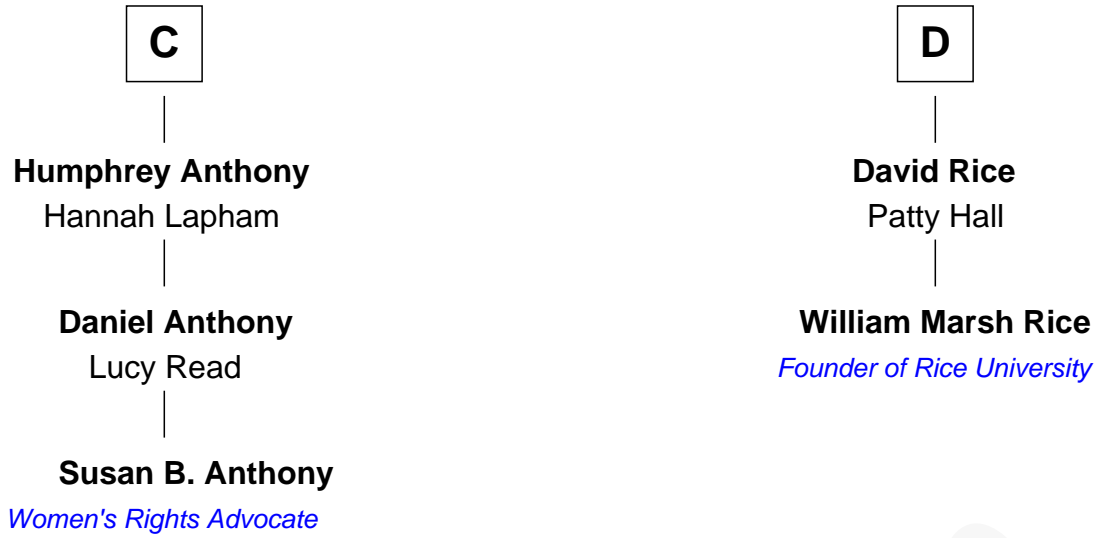 C
Humphrey Anthony
Hannah Lapham
Daniel Anthony
Lucy Read
Susan B. Anthony
Women's Rights Advocate
D
David Rice
Patty Hall
William Marsh Rice
Founder of Rice University